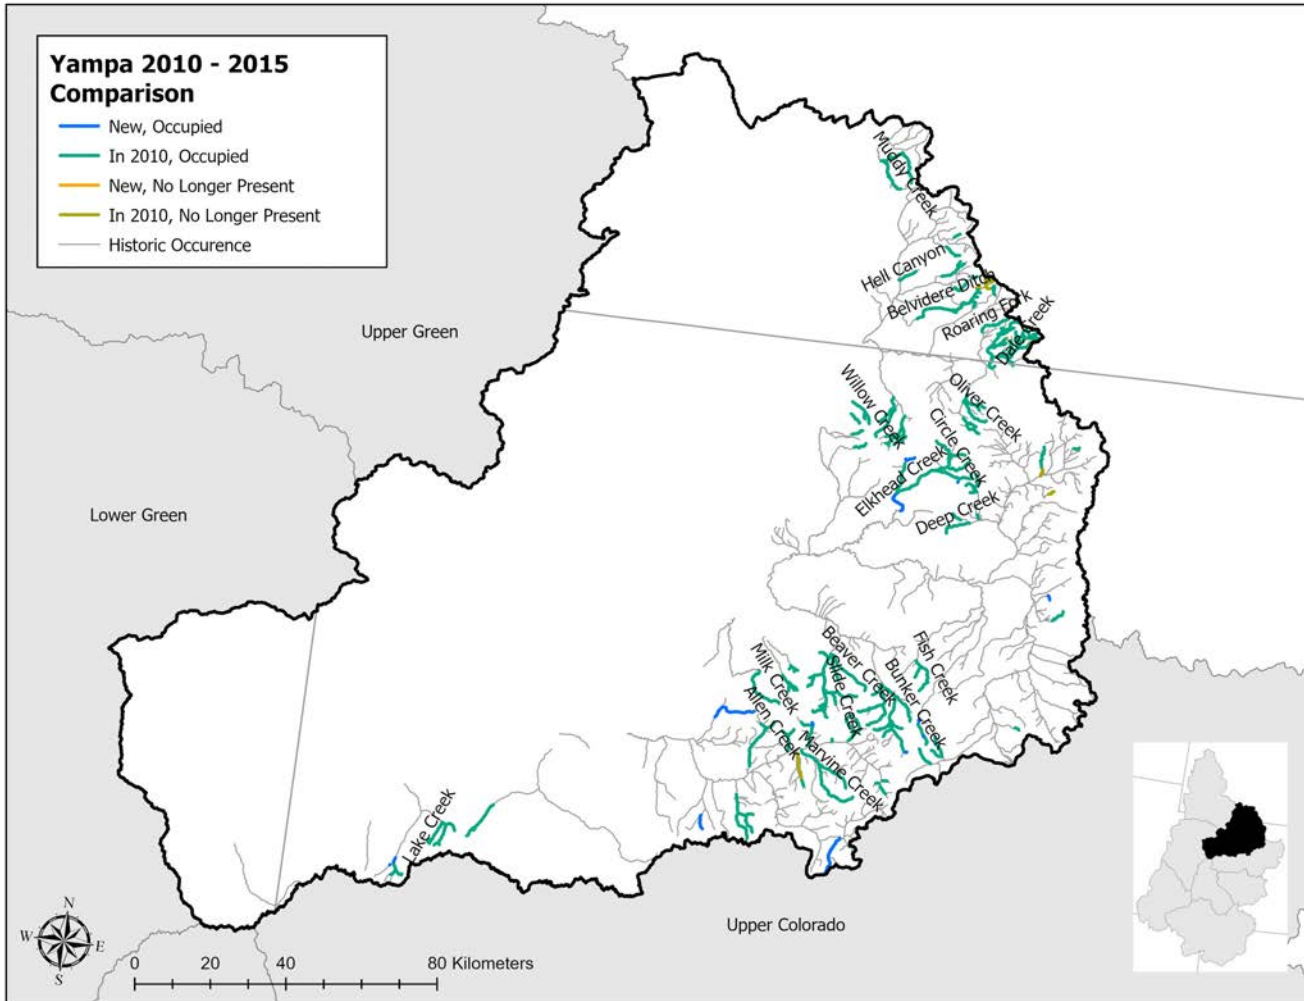 Yampa 2010 - 2015
Comparison
New, Occupied
In 2010, Occupied
New, No Longer Present
In 2010, No Longer Present
Historic Occurence
Muddy Creek
Hell Canyon
Belvidere Ditch
Roaring Fork
Dale Creek
Upper Green
Willow Creek
Oliver Creek
Circle Creek
Elkhead Creek
Deep Creek
Lower Green
Fish Creek
Beaver Creek
Bunker Creek
Slide Creek
Milk Creek
Allen Creek
Marvine Creek
Lake Creek
Upper Colorado
N
W
E
S
0 20 40 80 Kilometers